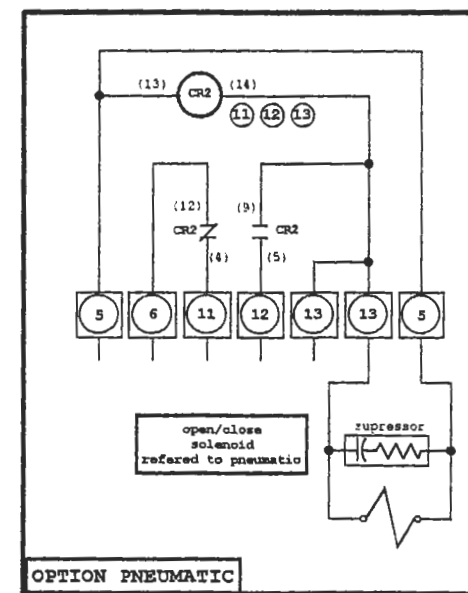 (13) CR2 (14)
11 12 13
(12) (9)
CR2 CR2
(4) (5)
5 6 11 12 13 13 5
rupressor
open/close
solenoid
refered to pneumatic
OPTION PNEUMATIC